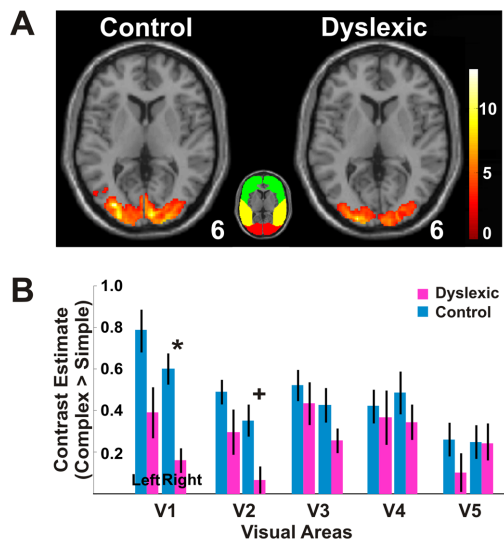 A
Control Dyslexic
10
5
0
6 6
B
Dyslexic
Control
Contrast Estimate
(Complex > Simple)
1.0
0.8
0.6
0.4
0.2
*
+
Left Right
V1 V2 V3 V4 V5
Visual Areas